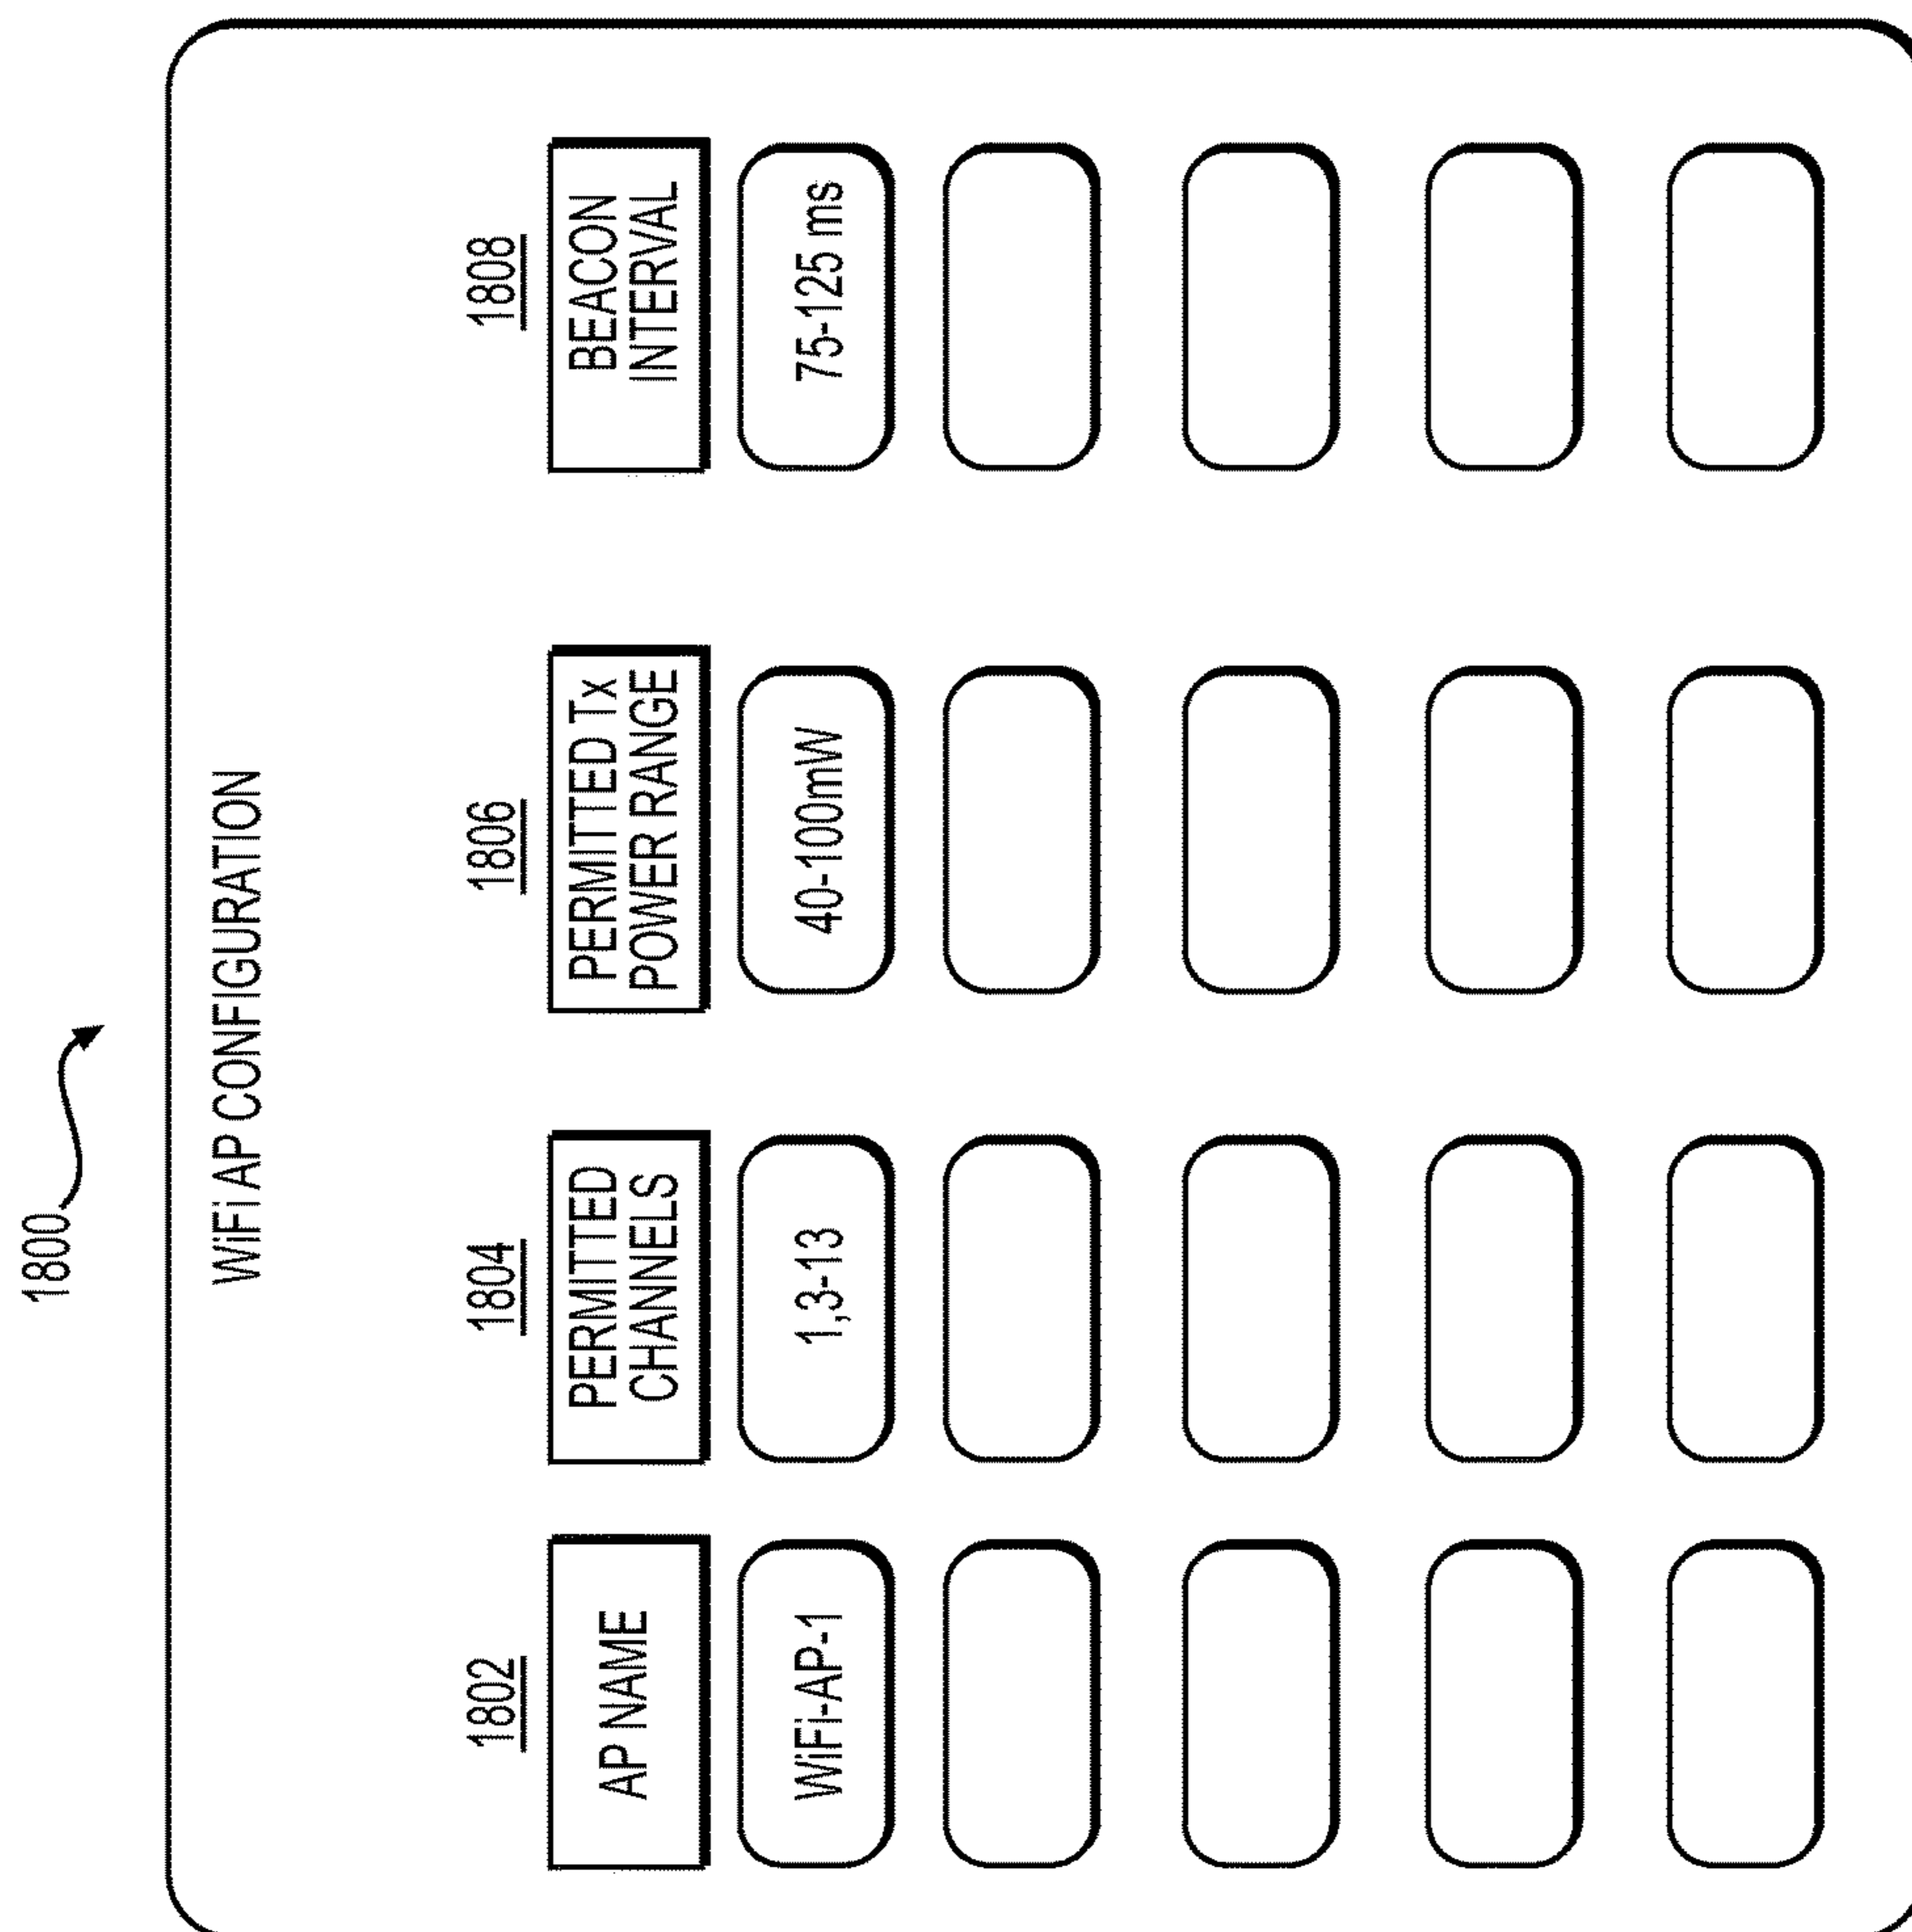 1800
WiFi AP CONFIGURATION
1802
1804
1806
1808
AP NAME
PERMITTED
CHANNELS
PERMITTED Tx
POWER RANGE
BEACON
INTERVAL
WiFi-AP-1
1,3-13
40-100mW
75-125 ms